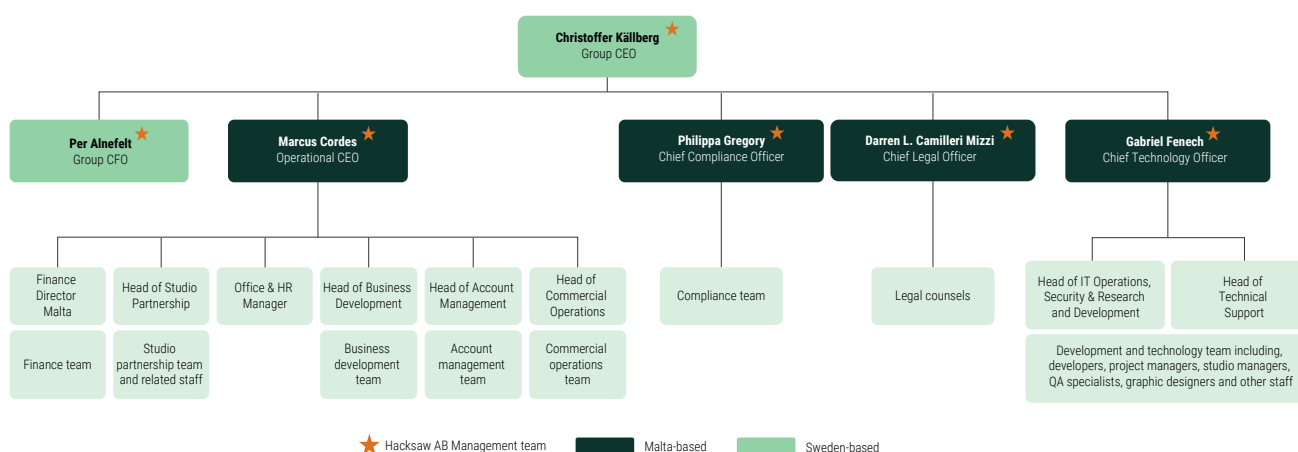 Christoffer Källberg
Group CEO
Per Alnefelt
Group CFO
Marcus Cordes
Operational CEO
Philippa Gregory
Chief Compliance Officer
Darren L. Camilleri Mizzi
Chief Legal Officer
Gabriel Fenech
Chief Technology Officer
Finance
Director
Malta
Head of Studio
Partnership
Office & HR
Manager
Head of Business
Development
Head of Account
Management
Head of
Commercial
Operations
Compliance team
Legal counsels
Head of IT Operations,
Security & Research
and Development
Head of
Technical
Support
Finance team
Studio
partnership team
and related staff
Business
development
team
Account
management
team
Commercial
operations
team
Development and technology team including,
developers, project managers, studio managers,
QA specialists, graphic designers and other staff
Hacksaw AB Management team
Malta-based
Sweden-based